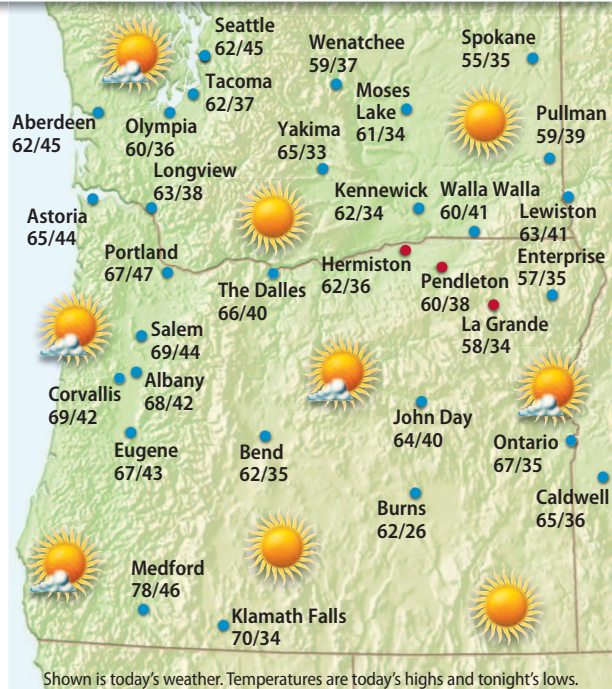 Seattle
62/45
Wenatchee
59/37
Spokane
55/35
Tacoma
62/37
Moses
Lake
61/34
Aberdeen
62/45
Olympia
60/36
Yakima
65/33
Pullman
59/39
Longview
63/38
Kennewick
62/34
Walla Walla
60/41
Lewiston
63/41
Astoria
65/44
Portland
67/47
The Dalles
66/40
Hermiston
62/36
Pendleton
60/38
Enterprise
57/35
La Grande
58/34
Salem
69/44
Corvallis
69/42
Albany
68/42
John Day
64/40
Eugene
67/43
Bend
62/35
Ontario
67/35
Burns
62/26
Caldwell
65/36
Medford
78/46
Klamath Falls
70/34
Shown is today's weather. Temperatures are today's highs and tonight's lows.